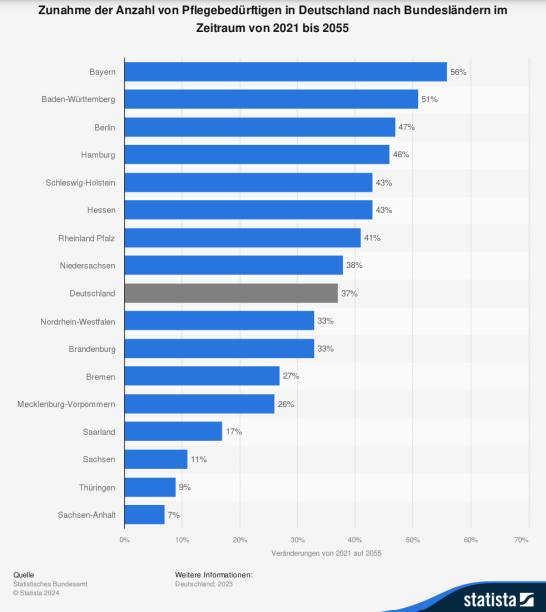 Zunahme der Anzahl von Pflegebedürftigen in Deutschland nach Bundesländern im
Zeitraum von 2021 bis 2055
Bayern 56%
Baden-Württemberg 51%
Berlin 47%
Hamburg 46%
Schleswig-Holstein 43%
Hessen 43%
Rheinland Pfalz 41%
Niedersachsen 38%
Deutschland 37%
Nordrhein-Westfalen 33%
Brandenburg 33%
Bremen 27%
Mecklenburg-Vorpommern 26%
Saarland 17%
Sachsen 11%
Thüringen 9%
Sachsen-Anhalt 7%
0% 10% 20% 30% 40% 50% 60% 70%
Veränderungen von 2021 auf 2055
Quelle
Statistisches Bundesamt
© Statista 2024
Weitere Informationen:
Deutschland; 2023
statista